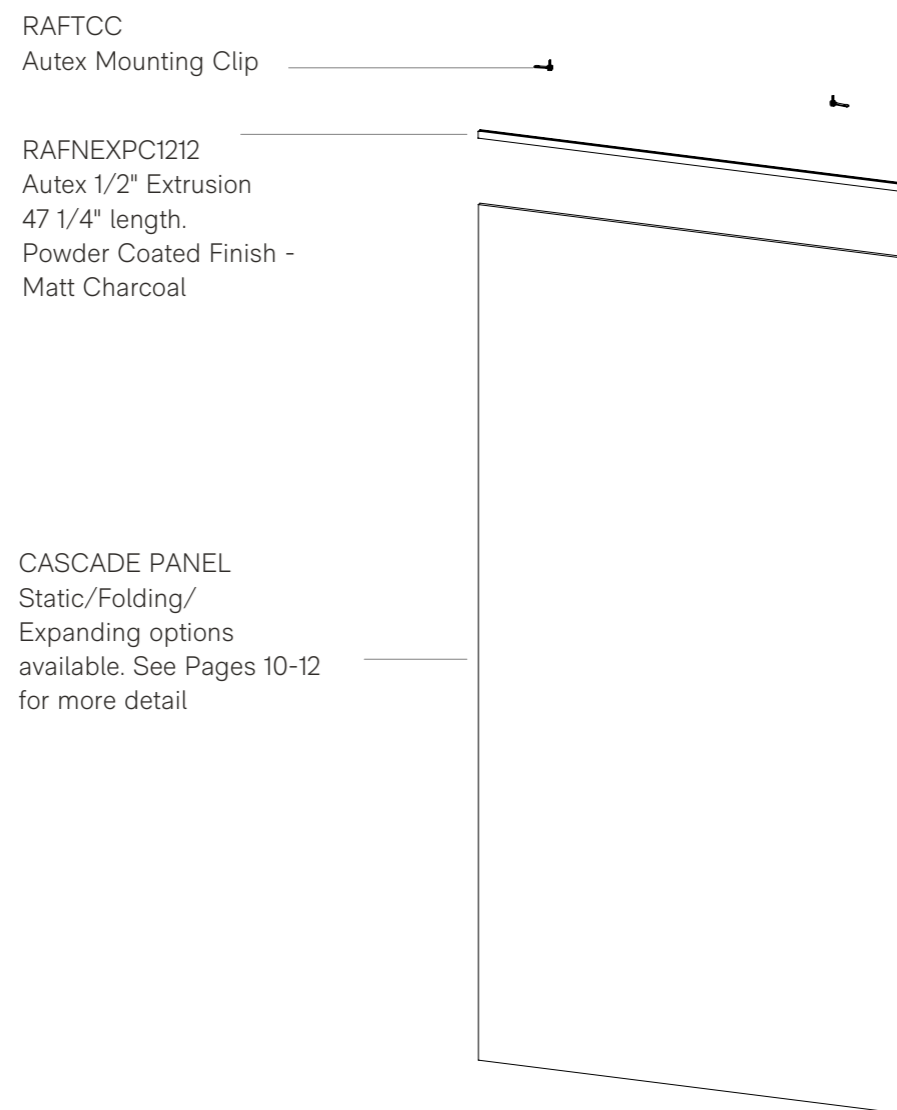 RAFTCC
Autex Mounting Clip
RAFNEXPC1212
Autex 1/2" Extrusion
47 1/4" length.
Powder Coated Finish -
Matt Charcoal
CASCADE PANEL
Static/Folding/
Expanding options
available. See Pages 10-12
for more detail